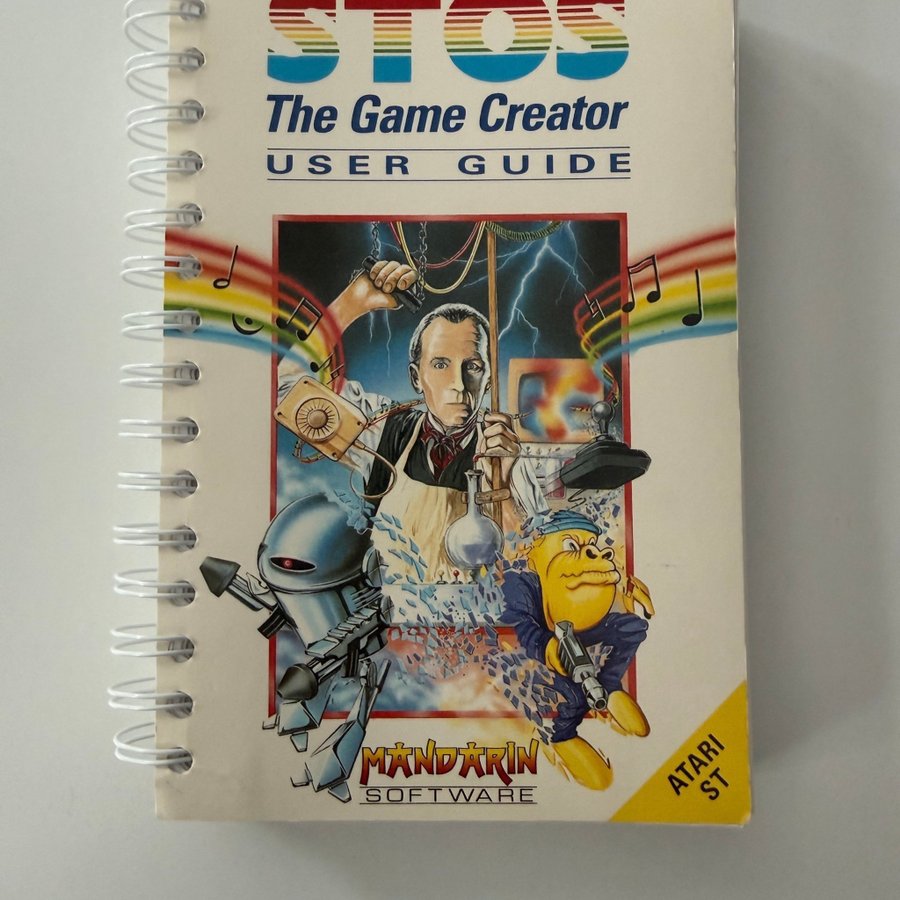 STOS
The Game Creator
USER GUIDE
MANDARIN
SOFTWARE
ATARI
ST